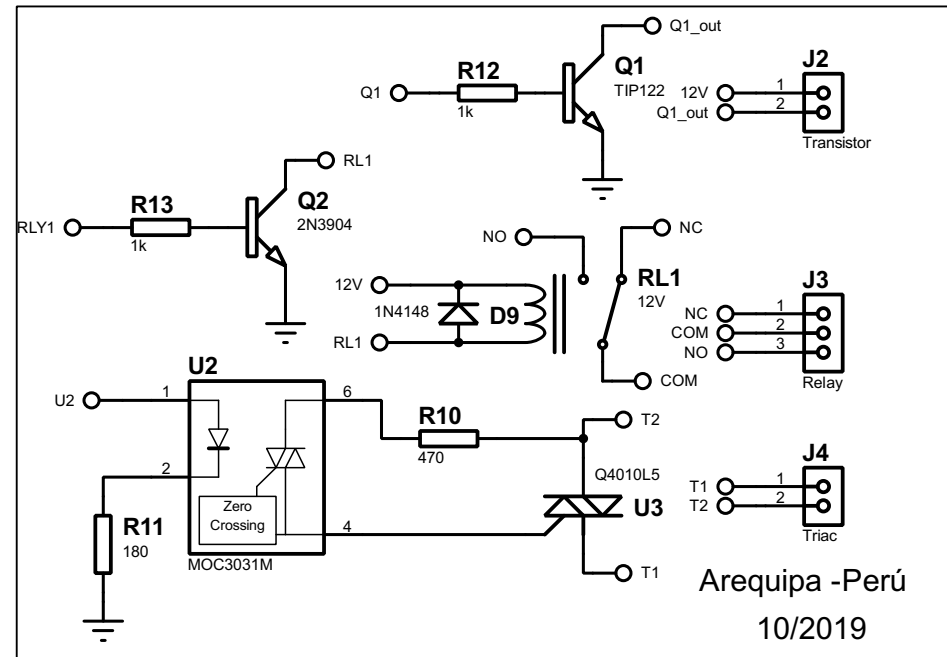 Q1_out
Q1
R12
1k
Q1
TIP122
J2
12V
1
Q1_out
2
Transistor
RL1
RLY1
R13
1k
Q2
2N3904
NO
NC
12V
1N4148
D9
RL1
RL1
12V
COM
J3
NC
1
COM
2
NO
3
Relay
U2
U2
1
6
2
4
Zero
Crossing
MOC3031M
R11
180
R10
470
T2
Q4010L5
U3
T1
J4
T1
1
T2
2
Triac
Arequipa -Perú
10/2019